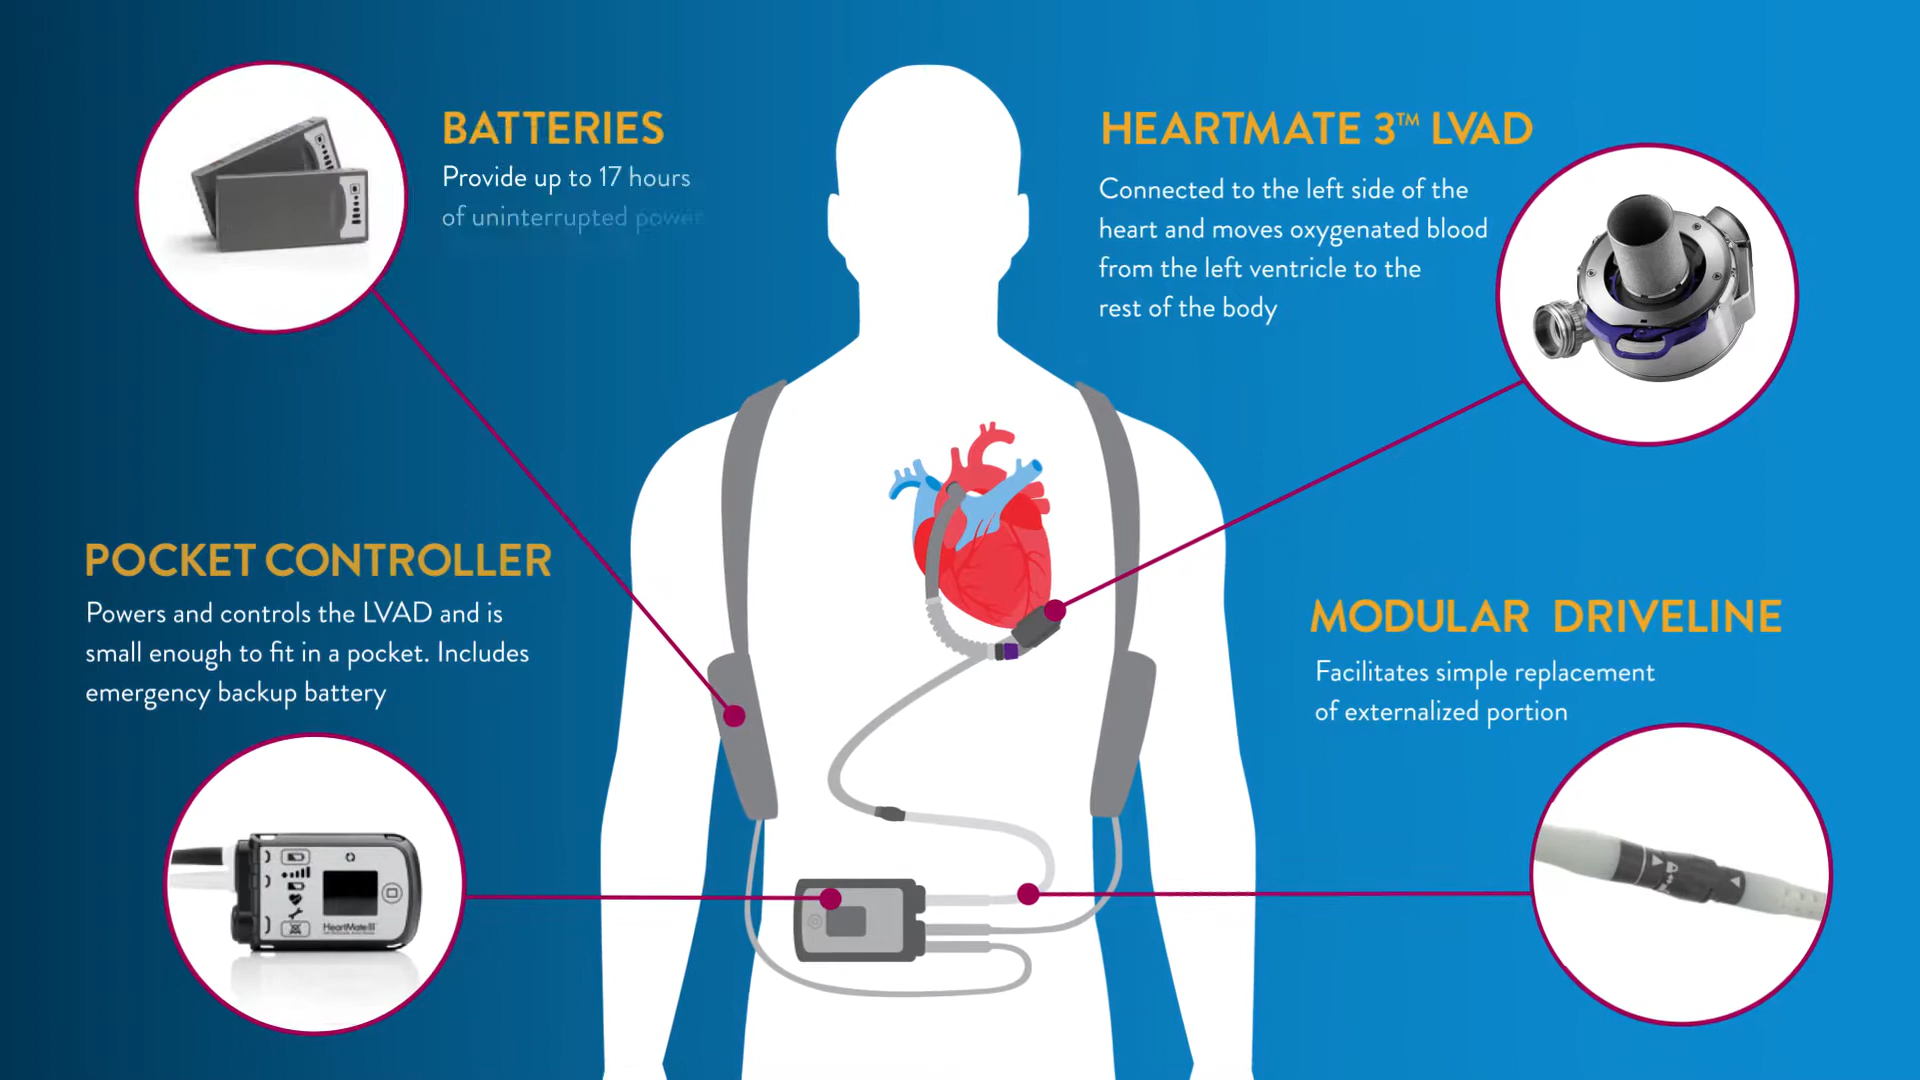 BATTERIES
Provide up to 17 hours
of uninterrupted power
HEARTMATE 3™ LVAD
Connected to the left side of the
heart and moves oxygenated blood
from the left ventricle to the
rest of the body
POCKET CONTROLLER
Powers and controls the LVAD and is
small enough to fit in a pocket. Includes
emergency backup battery
HeartMate III
MODULAR DRIVELINE
Facilitates simple replacement
of externalized portion